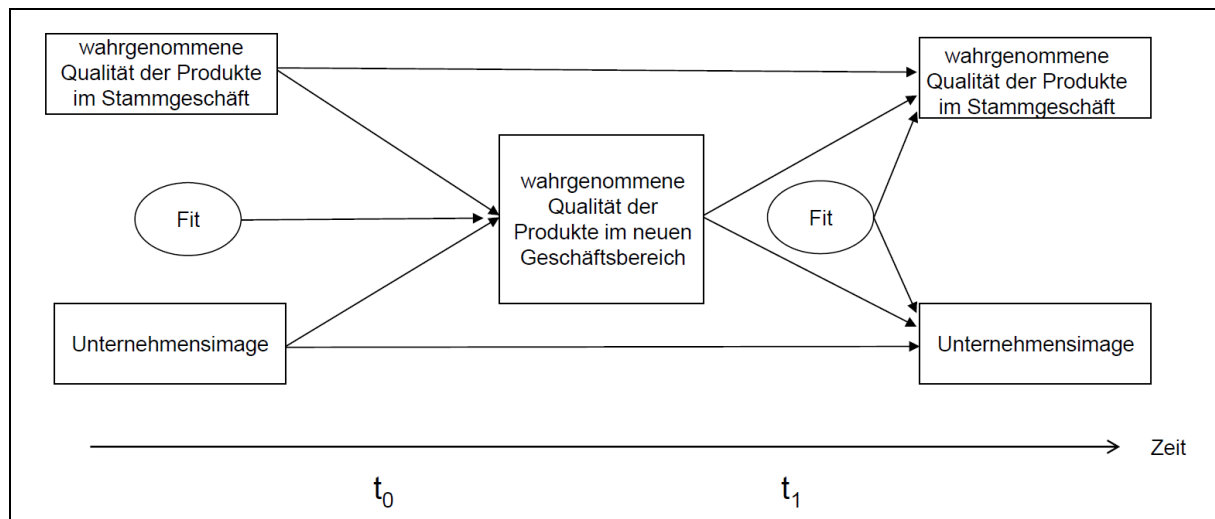 wahrgenommene
Qualität der Produkte
im Stammgeschäft
wahrgenommene
Qualität der Produkte
im Stammgeschäft
wahrgenommene
Qualität der
Produkte im neuen
Geschäftsbereich
Fit
Fit
Unternehmensimage
Unternehmensimage
Zeit
t0
t1